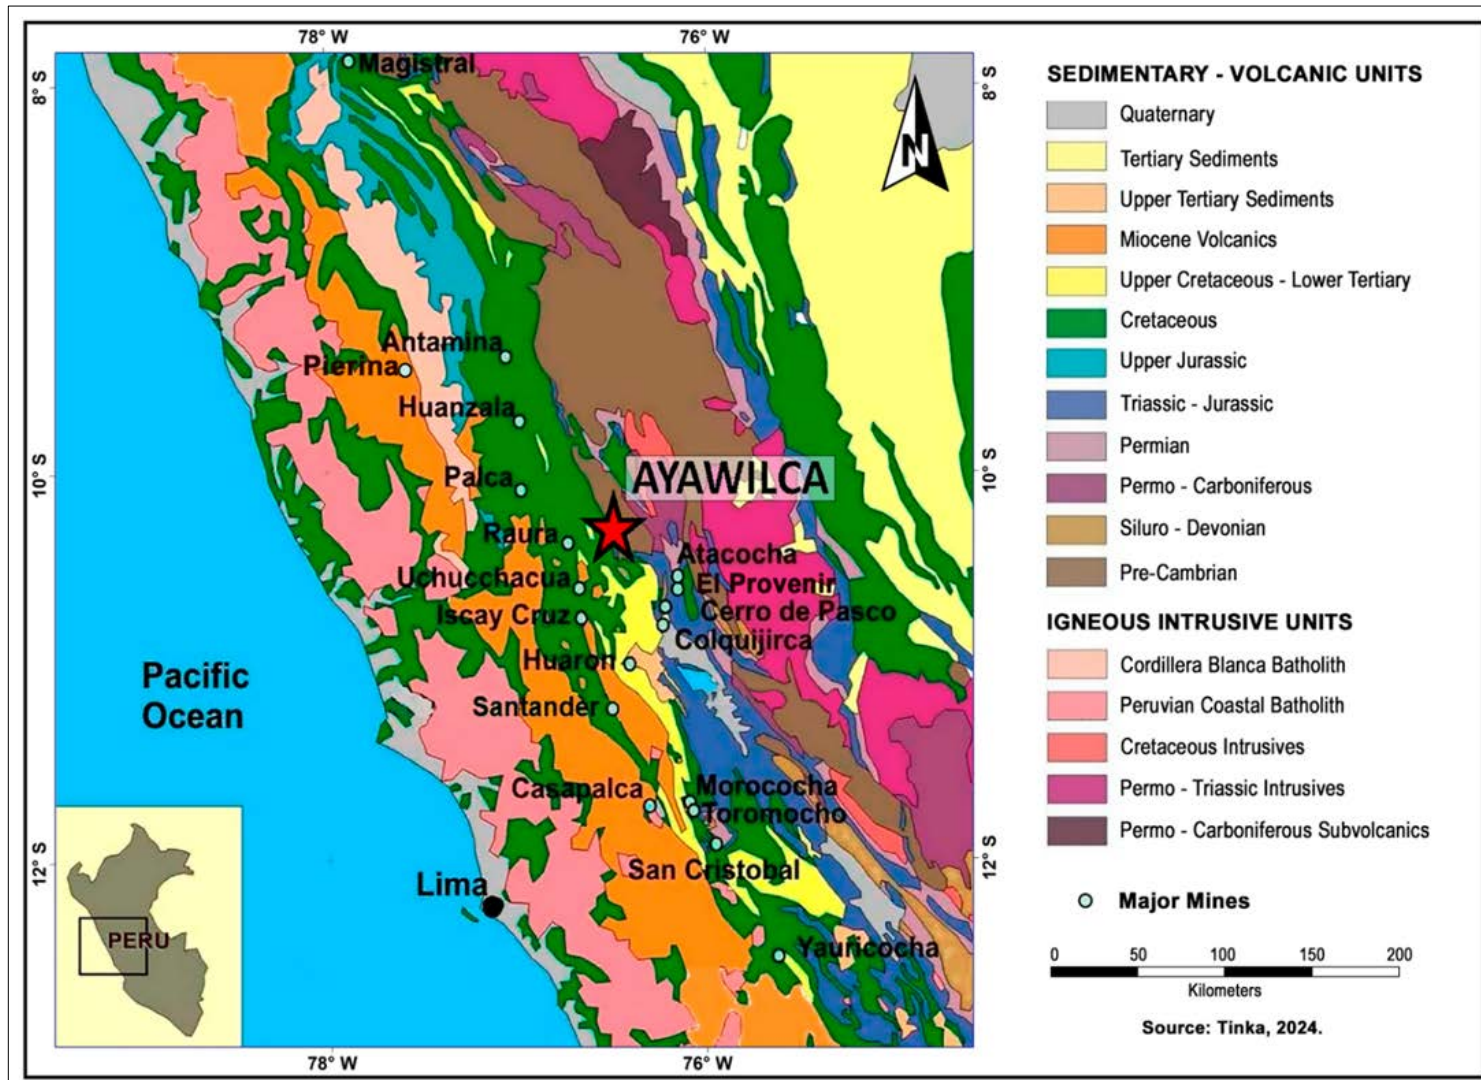 78° W
76° W
8° S
8° S
Magistral
N
Antamina
Pierina
Huanzala
Palca
10° S
10° S
AYAWILCA
Raura
Atacocha
Uchucchacua
El Provenir
Iscay Cruz
Cerro de Pasco
Colquijirca
Huaron
Pacific
Ocean
Santander
Casapalca
Morococha
Toromocho
12° S
12° S
San Cristobal
Lima
PERU
Yauricocha
78° W
76° W
SEDIMENTARY - VOLCANIC UNITS
Quaternary
Tertiary Sediments
Upper Tertiary Sediments
Miocene Volcanics
Upper Cretaceous - Lower Tertiary
Cretaceous
Upper Jurassic
Triassic - Jurassic
Permian
Permo - Carboniferous
Siluro - Devonian
Pre-Cambrian
IGNEOUS INTRUSIVE UNITS
Cordillera Blanca Batholith
Peruvian Coastal Batholith
Cretaceous Intrusives
Permo - Triassic Intrusives
Permo - Carboniferous Subvolcanics
Major Mines
0 50 100 150 200
Kilometers
Source: Tinka, 2024.